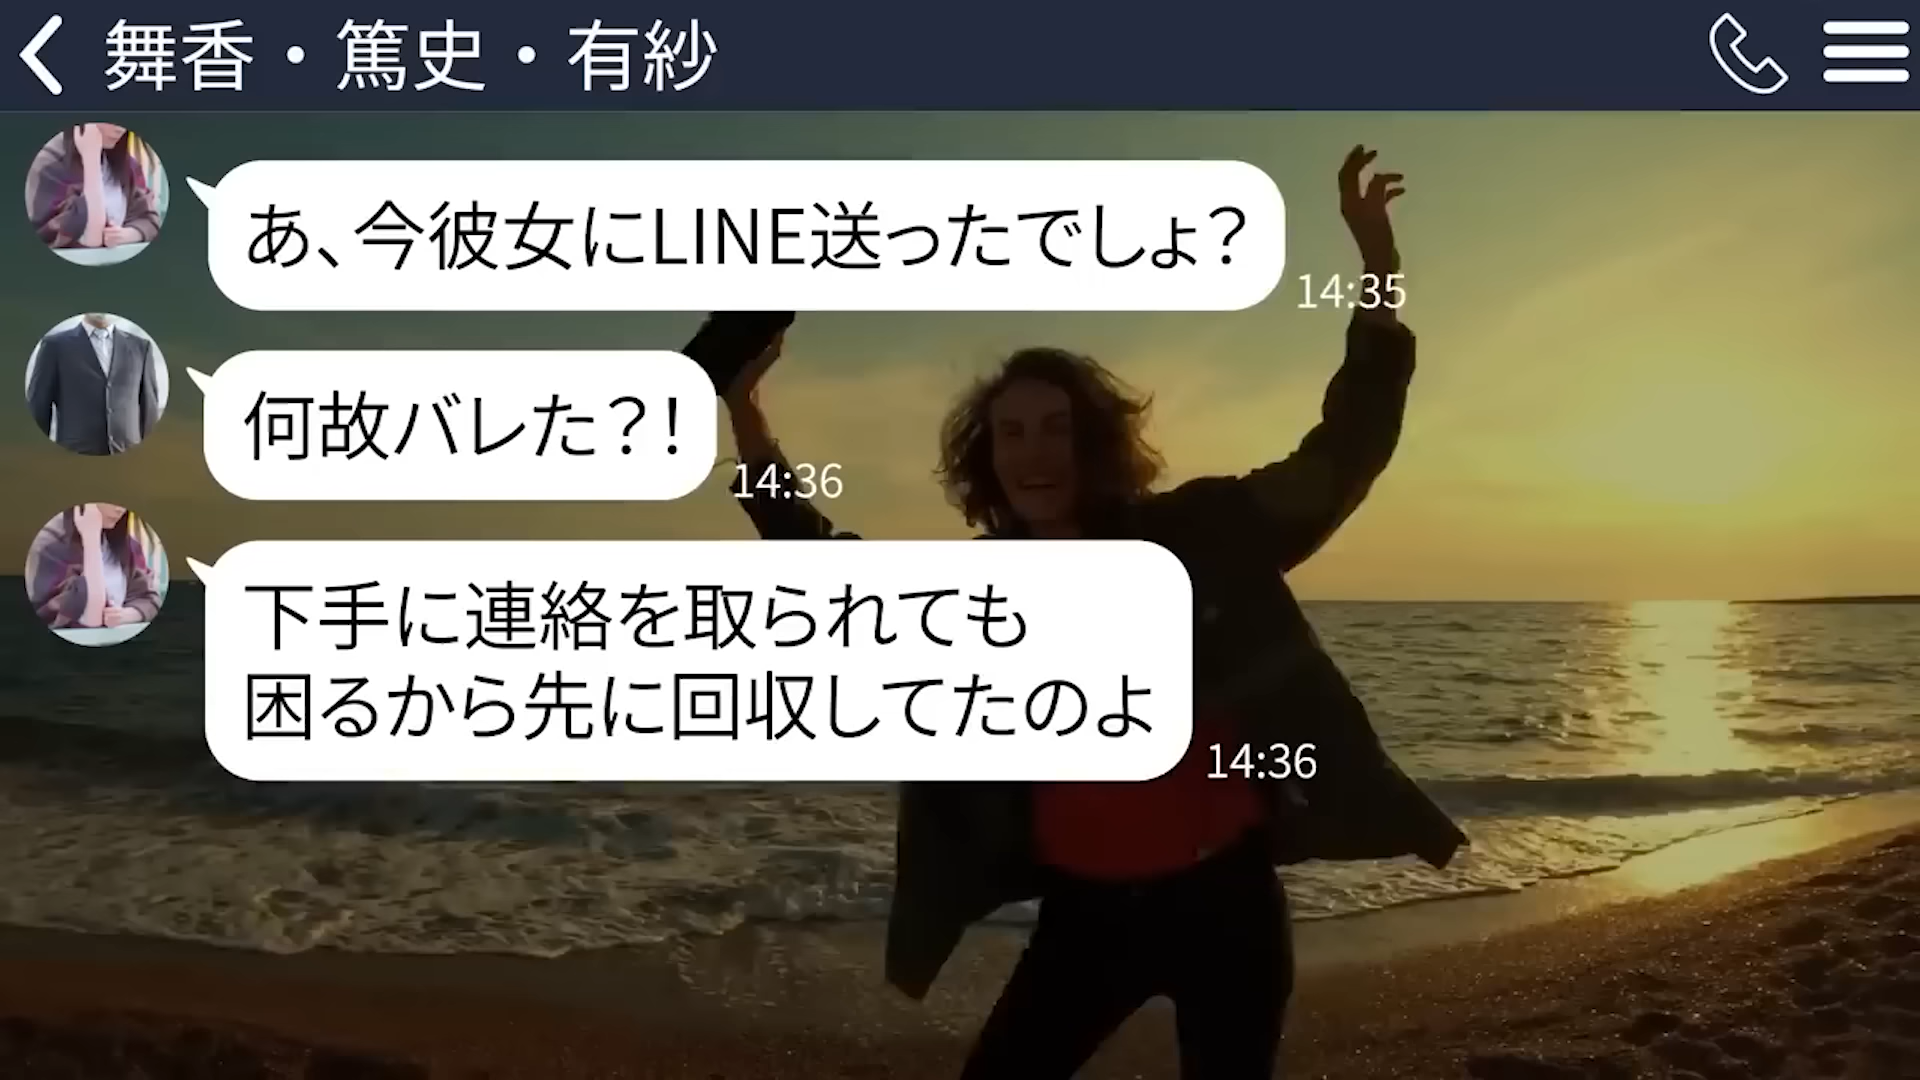 舞香・篤史・有紗
あ、今彼女にLINE送ったでしょ？
14:35
何故バレた？！
14:36
下手に連絡を取られても
困るから先に回収してたのよ
14:36